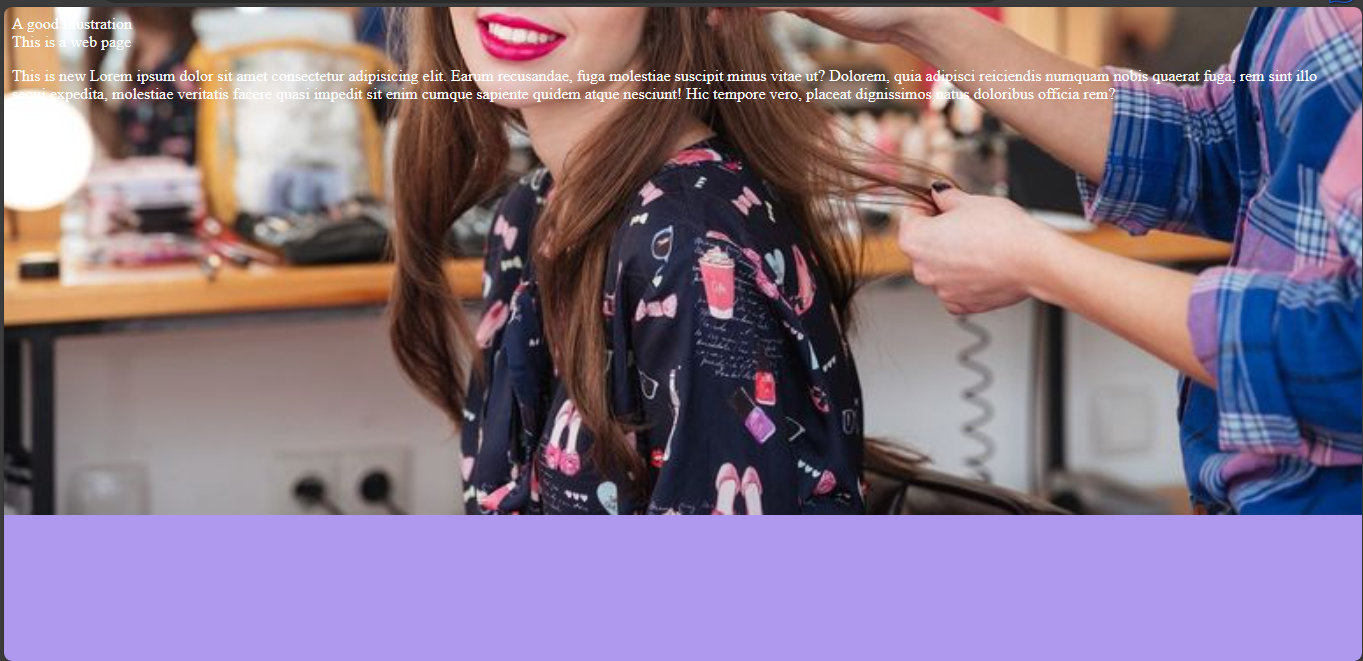 A good illustration
This is a web page
This is new Lorem ipsum dolor sit amet consectetur adipisicing elit. Earum recusandae, fuga molestiae suscipit minus vitae ut? Dolorem, quia adipisci reiciendis numquam nobis quaerat fuga, rem sint illo
sequi expedita, molestiae veritatis facere quasi impedit sit enim cumque sapiente quidem atque nesciunt! Hic tempore vero, placeat dignissimos natus doloribus officia rem?